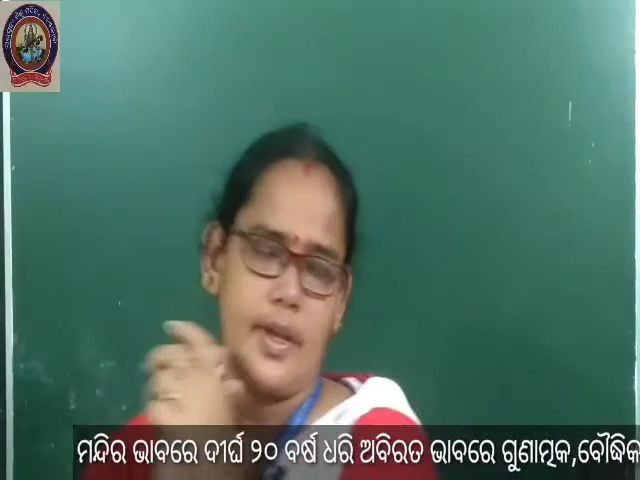 ମନ୍ଦିର ଭାବରେ ଦୀର୍ଘ ୨୦ ବର୍ଷ ଧରି ଅବିରତ ଭାବରେ ଗୁଣାତ୍ମକ,ବୌଦ୍ଧିକ